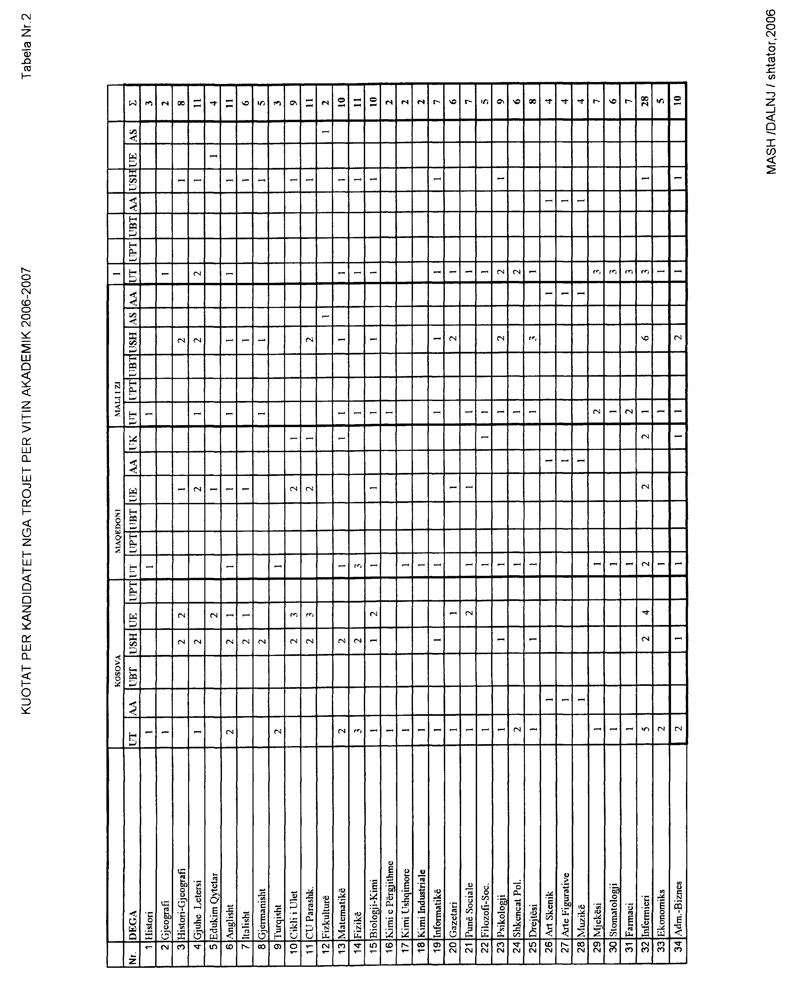 KUOTAT PER KANDIDATET NGA TROJET PER VITIN AKADEMIK 2006-2007 Tabela Nr.2
KOSOVA MAQEDONI MALI I ZI 1
Nr. DEGA UT AA UBT USH UE UPT UT UPT UBT UE AA UK UT UPT UBT USH AS AA UT UPT UBT AA USH UE AS Σ
1 Histori 1 1 1 3
2 Gjeografi 1 1 2
3 Histori-Gjeografi 2 2 1 2 1 8
4 Gjuhe Letersi 1 2 2 1 2 2 1 11
5 Edukim Qytetar 2 1 1 4
6 Anglisht 2 2 1 1 1 1 1 1 1 11
7 Italisht 2 1 1 1 1 6
8 Gjermanisht 2 1 1 1 5
9 Turqisht 2 1 3
10 Cikli i Ulet 2 3 2 1 1 9
11 CU Parashk. 2 3 2 1 2 1 11
12 Fizkulturë 1 1 2
13 Matematikë 2 2 1 1 1 1 1 1 10
14 Fizikë 3 2 3 1 1 1 11
15 Biologji-Kimi 1 1 2 1 1 1 1 1 1 10
16 Kimi e Përgjithme 1 1 2
17 Kimi Ushqimore 1 1 2
18 Kimi Industriale 1 1 2
19 Informatikë 1 1 1 1 1 1 1 7
20 Gazetari 1 1 1 2 1 6
21 Punë Sociale 1 2 1 1 1 1 7
22 Filozofi-Soc. 1 1 1 1 1 5
23 Psikologji 1 1 1 1 2 2 1 9
24 Shkencat Pol. 2 1 1 2 6
25 Drejtësi 1 1 1 1 3 1 8
26 Art Skenik 1 1 1 1 4
27 Arte Figurative 1 1 1 1 4
28 Muzikë 1 1 1 1 4
29 Mjekësi 1 1 2 3 7
30 Stomatologji 1 1 1 3 6
31 Farmaci 1 1 2 3 7
32 Infermieri 5 2 4 2 2 2 1 6 3 1 28
33 Ekonomiks 2 1 1 1 5
34 Adm.-Biznes 2 1 1 1 1 2 1 1 10
MASH /DALNJ / shtator,2006